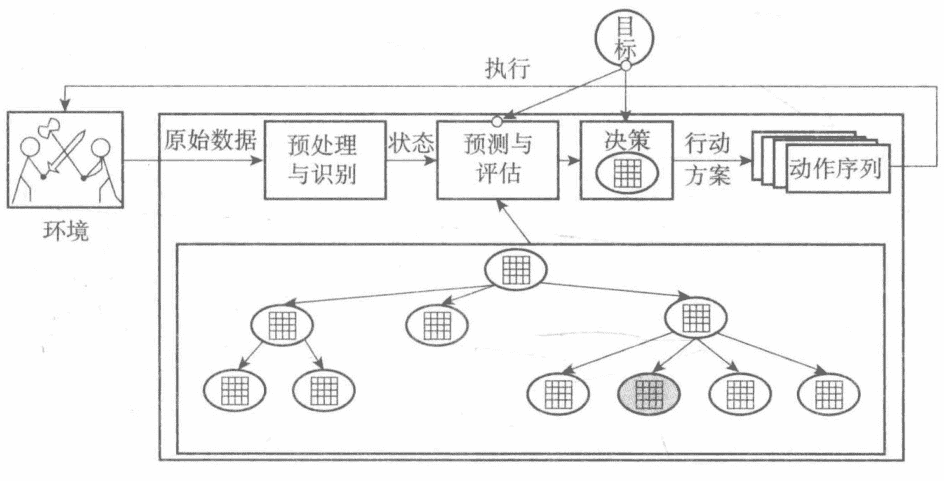 目
标
执行
原始数据
预处理
与识别
状态
预测与
评估
决策
行动
方案
动作序列
环境